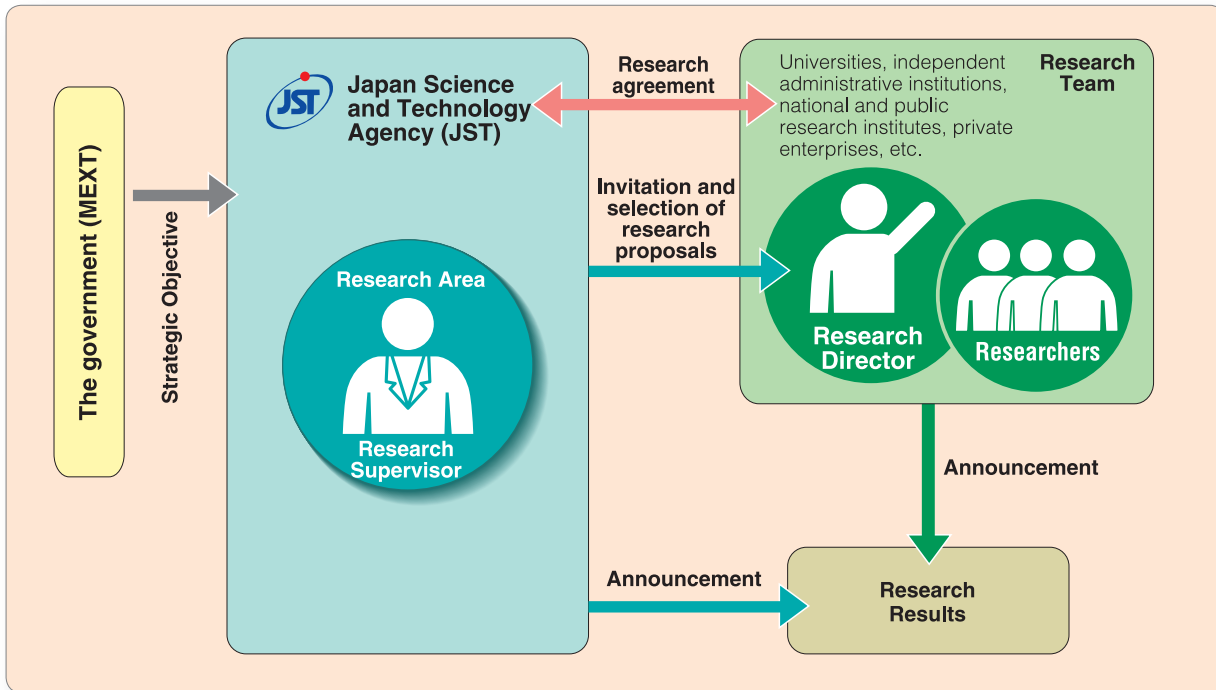 The government (MEXT)
Strategic Objective
JST
Japan Science
and Technology
Agency (JST)
Research Area
Research
Supervisor
Research
agreement
Invitation and
selection of
research
proposals
Universities, independent
administrative institutions,
national and public
research institutes, private
enterprises, etc.
Research
Team
Research
Director
Researchers
Announcement
Announcement
Research
Results